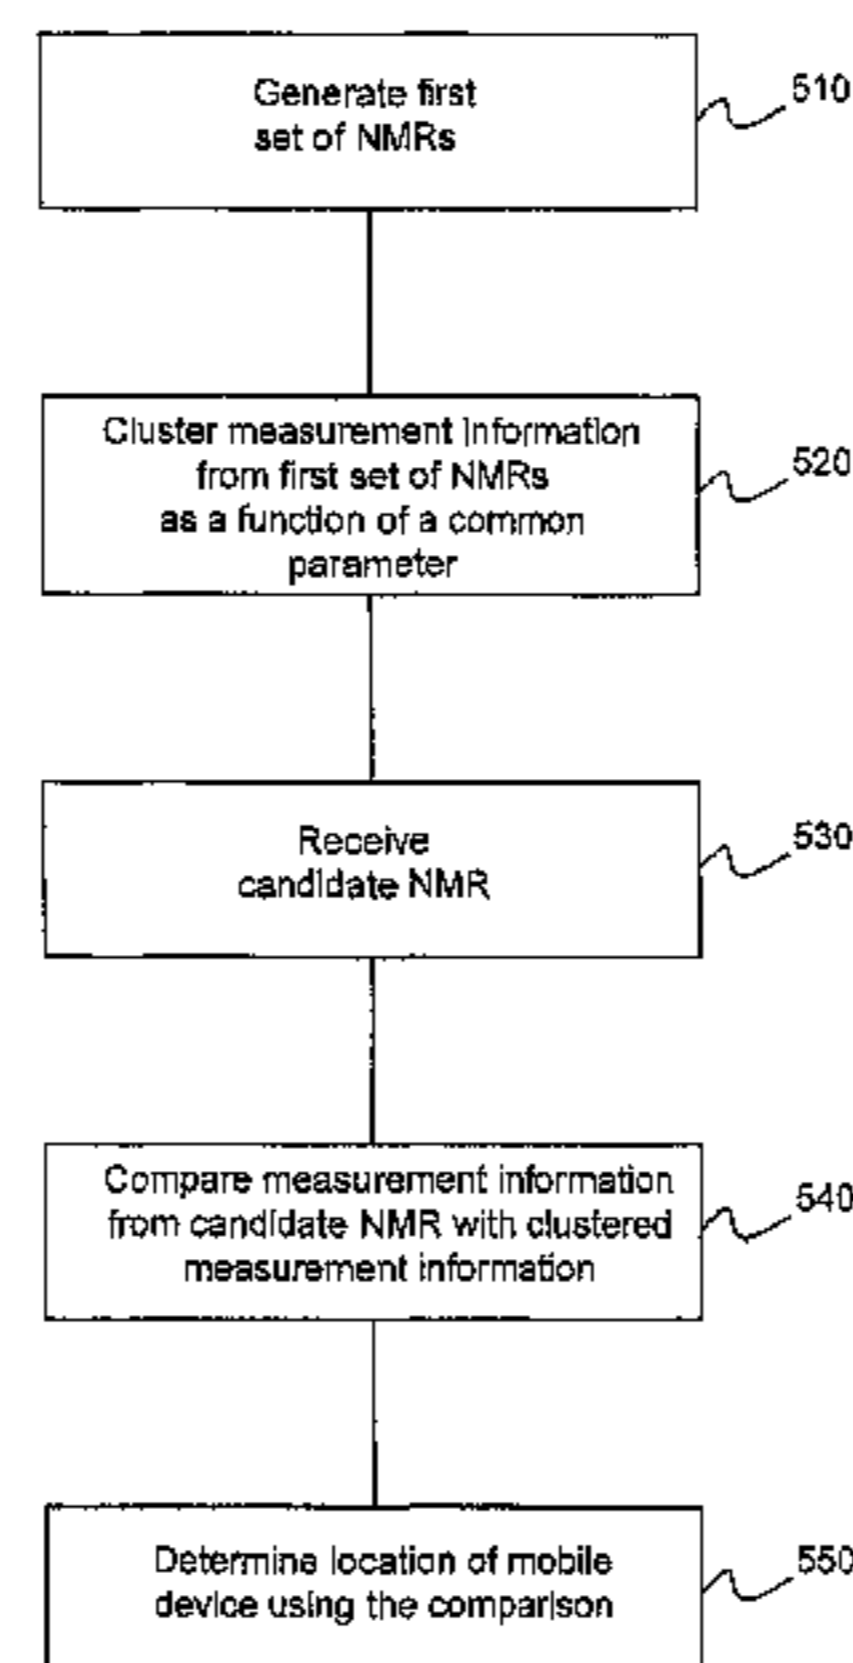 Generate first
set of NMRs
510
Cluster measurement information
from first set of NMRs
as a function of a common
parameter
520
Receive
candidate NMR
530
Compare measurement information
from candidate NMR with clustered
measurement information
540
Determine location of mobile
device using the comparison
550